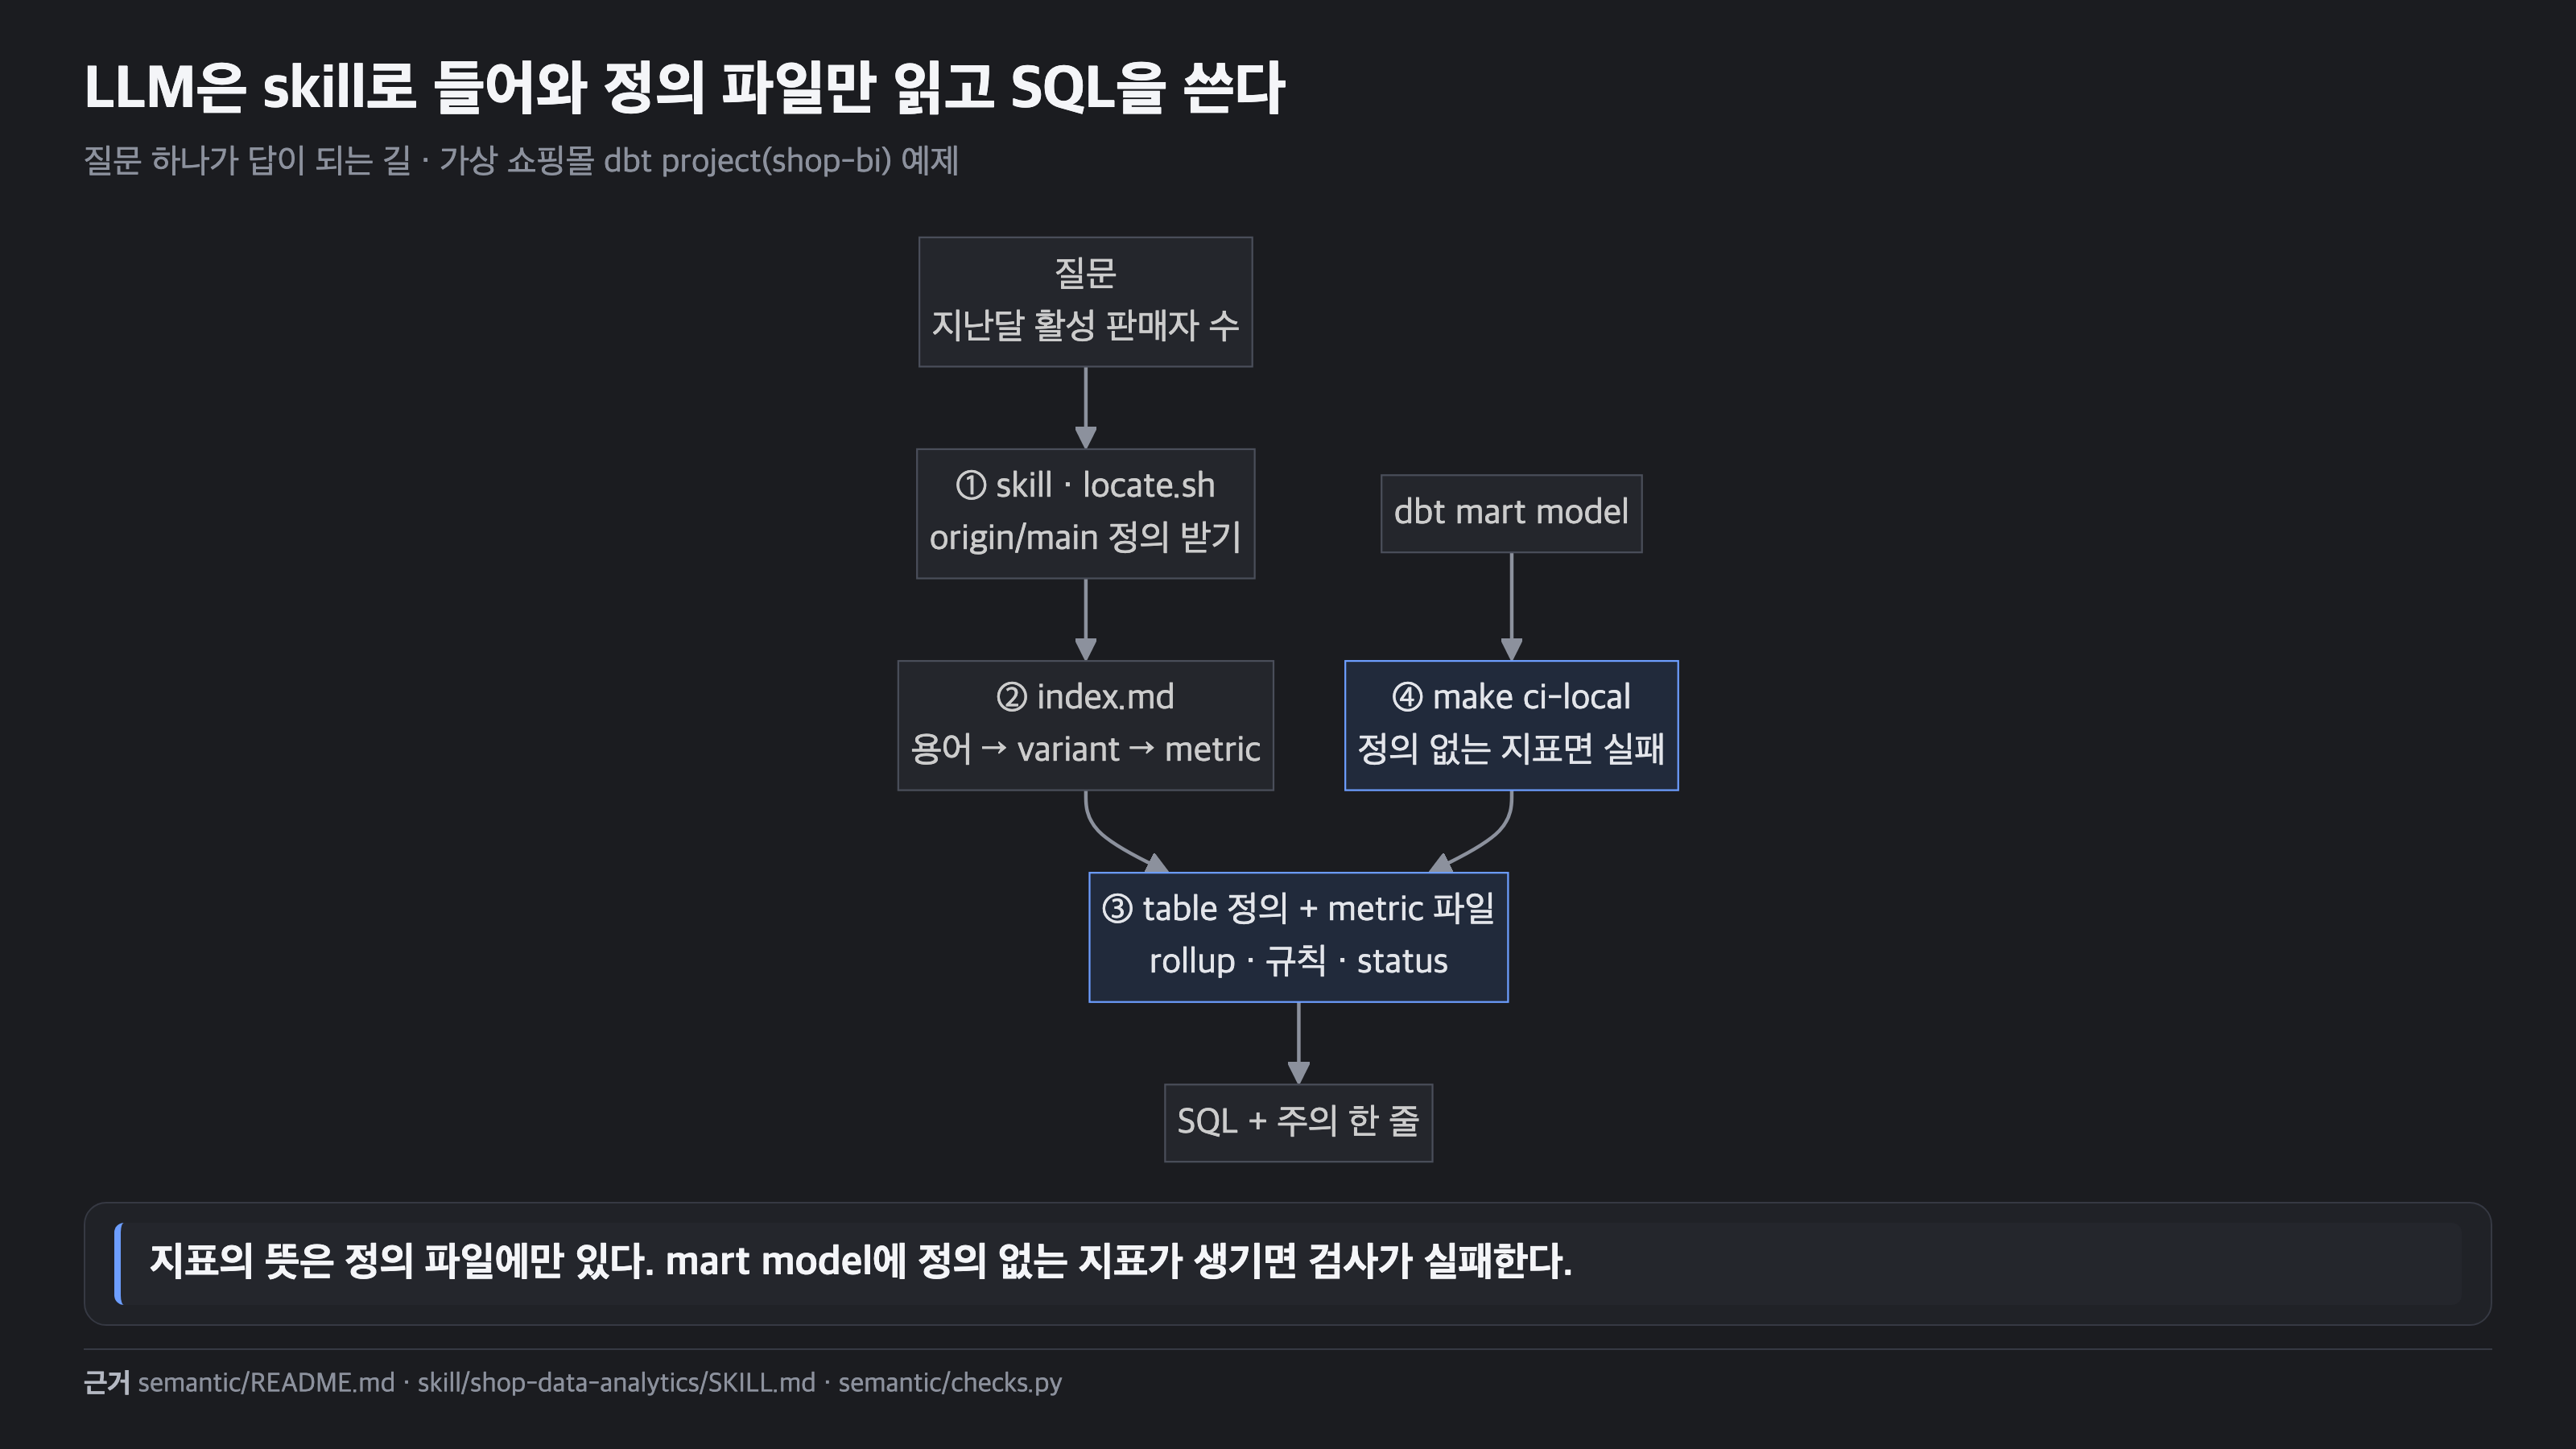 LLM은 skill로 들어와 정의 파일만 읽고 SQL을 쓴다
질문 하나가 답이 되는 길 · 가상 쇼핑몰 dbt project(shop-bi) 예제
질문
지난달 활성 판매자 수
① skill · locate.sh
origin/main 정의 받기
dbt mart model
② index.md
용어 → variant → metric
④ make ci-local
정의 없는 지표면 실패
③ table 정의 + metric 파일
rollup · 규칙 · status
SQL + 주의 한 줄
지표의 뜻은 정의 파일에만 있다. mart model에 정의 없는 지표가 생기면 검사가 실패한다.
근거 semantic/README.md · skill/shop-data-analytics/SKILL.md · semantic/checks.py